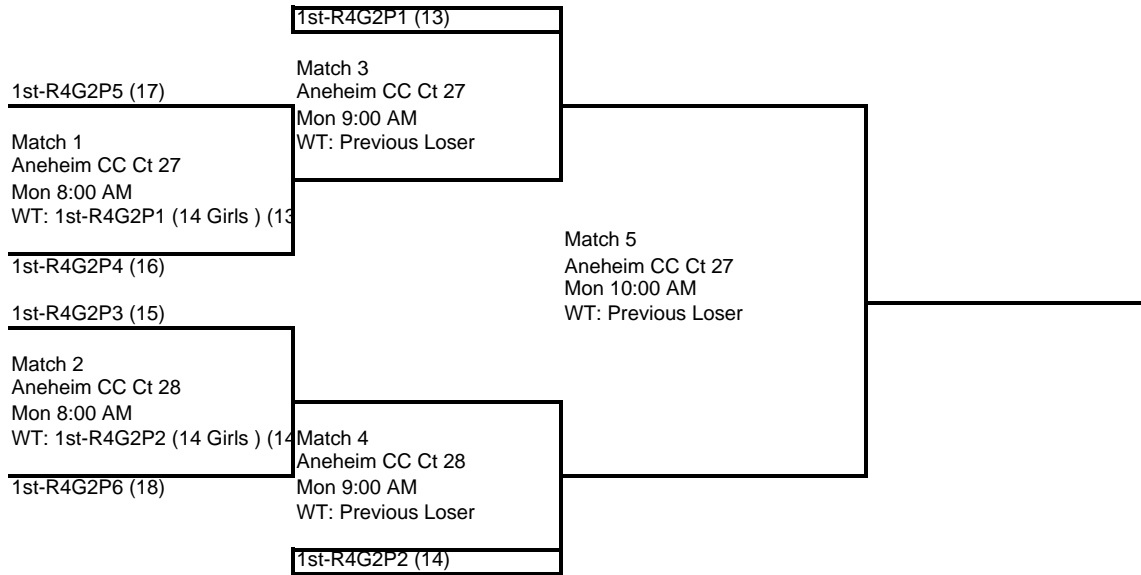 1st-R4G2P1 (13)
Match 3
Aneheim CC Ct 27
Mon 9:00 AM
WT: Previous Loser
1st-R4G2P5 (17)
Match 1
Aneheim CC Ct 27
Mon 8:00 AM
WT: 1st-R4G2P1 (14 Girls ) (13
1st-R4G2P4 (16)
Match 5
Aneheim CC Ct 27
Mon 10:00 AM
WT: Previous Loser
1st-R4G2P3 (15)
Match 2
Aneheim CC Ct 28
Mon 8:00 AM
WT: 1st-R4G2P2 (14 Girls ) (14
1st-R4G2P6 (18)
Match 4
Aneheim CC Ct 28
Mon 9:00 AM
WT: Previous Loser
1st-R4G2P2 (14)